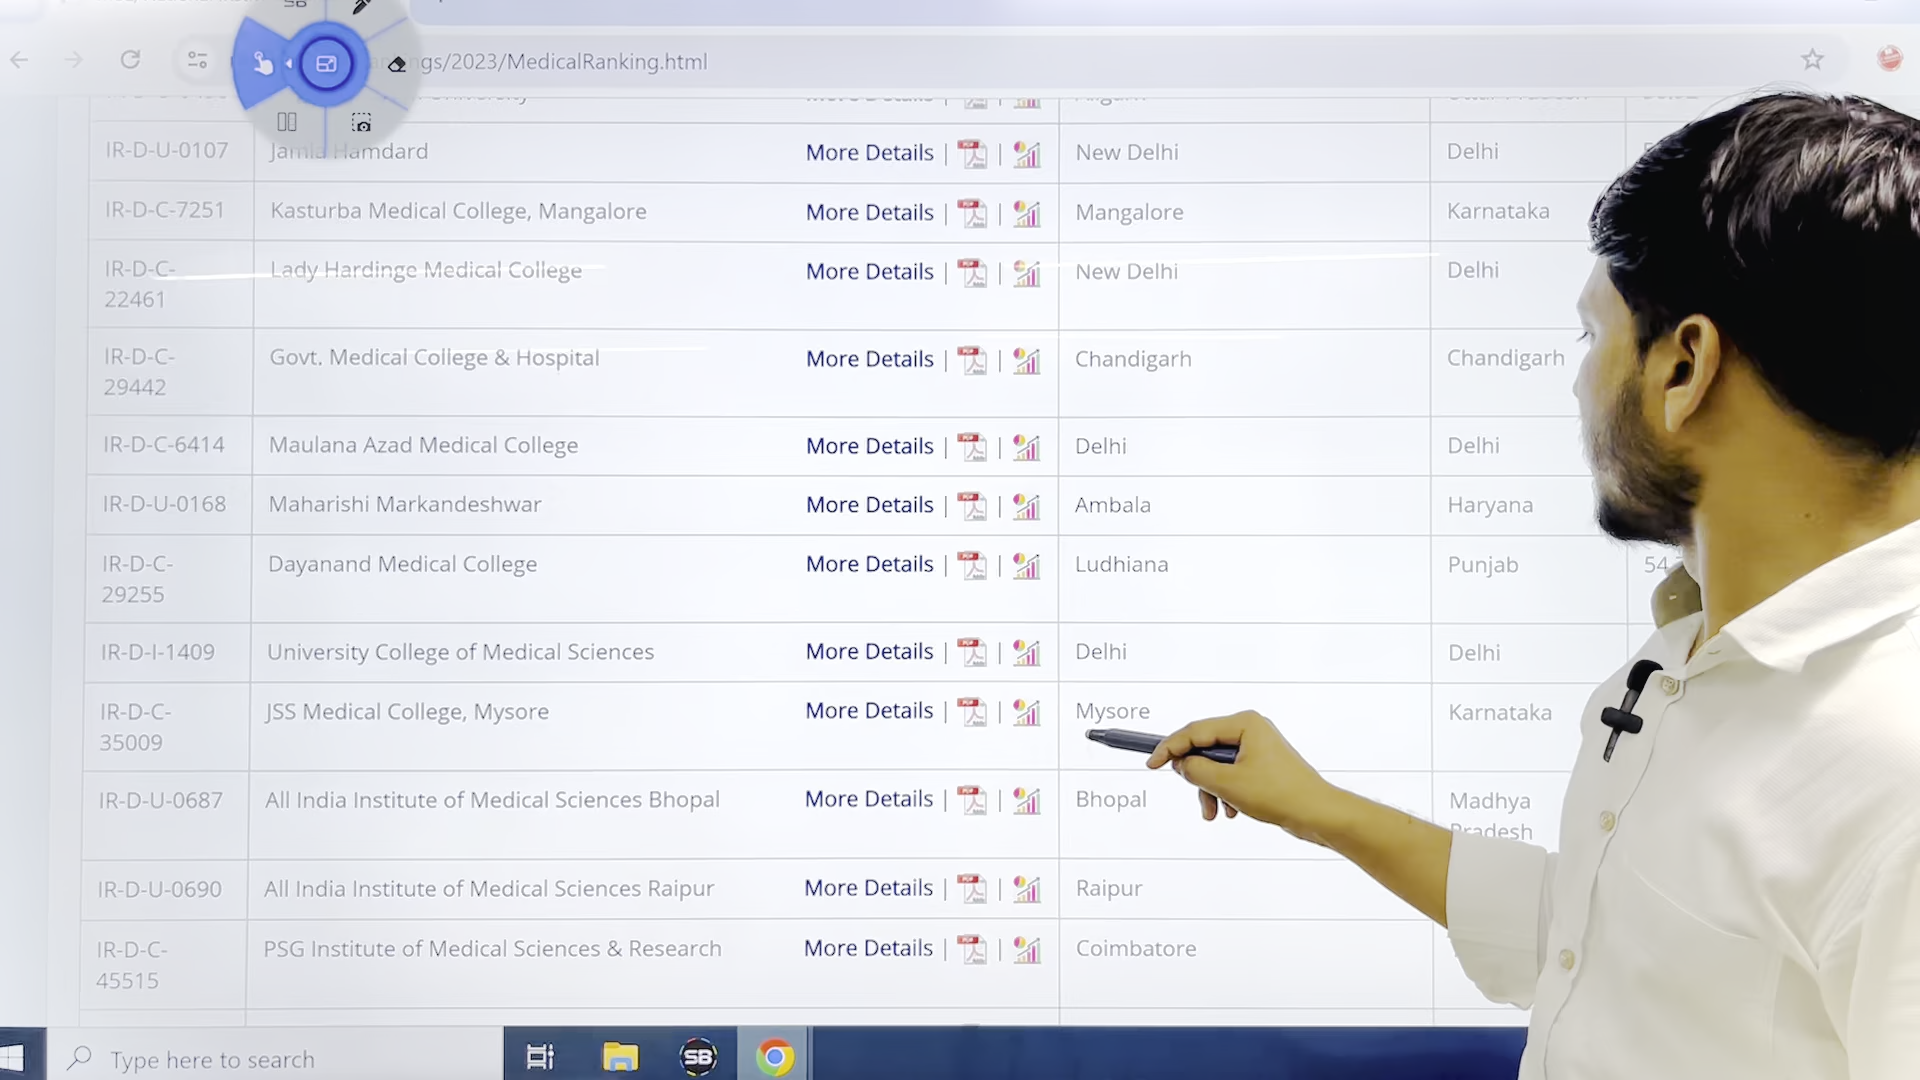 ngs/2023/MedicalRanking.html
IR-D-U-0107 Jamia Hamdard More Details | | New Delhi Delhi
IR-D-C-7251 Kasturba Medical College, Mangalore More Details | | Mangalore Karnataka
IR-D-C- Lady Hardinge Medical College More Details | | New Delhi Delhi
22461
IR-D-C- Govt. Medical College & Hospital More Details | | Chandigarh Chandigarh
29442
IR-D-C-6414 Maulana Azad Medical College More Details | | Delhi Delhi
IR-D-U-0168 Maharishi Markandeshwar More Details | | Ambala Haryana
IR-D-C- Dayanand Medical College More Details | | Ludhiana Punjab 54
29255
IR-D-I-1409 University College of Medical Sciences More Details | | Delhi Delhi
IR-D-C- JSS Medical College, Mysore More Details | | Mysore Karnataka
35009
IR-D-U-0687 All India Institute of Medical Sciences Bhopal More Details | | Bhopal Madhya
Pradesh
IR-D-U-0690 All India Institute of Medical Sciences Raipur More Details | | Raipur
IR-D-C- PSG Institute of Medical Sciences & Research More Details | | Coimbatore
45515
Type here to search
SB